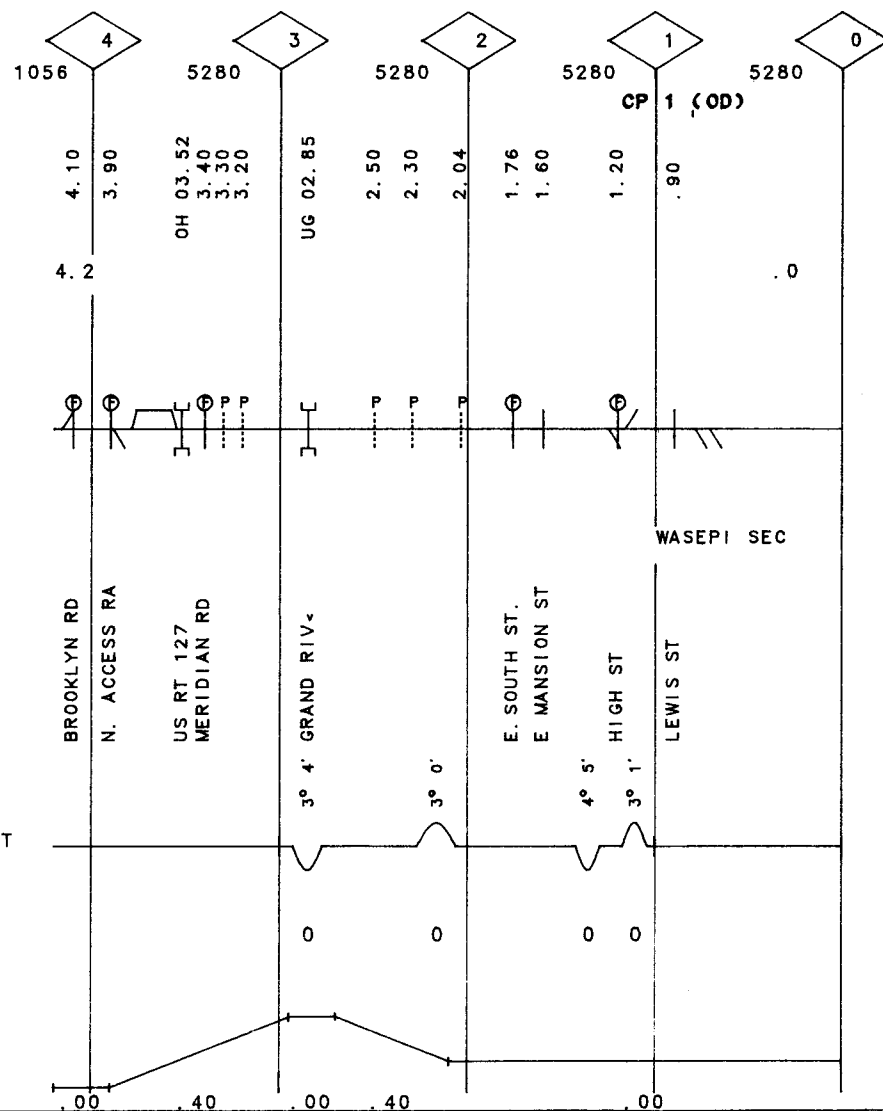 4 3 2 1 0
1056 5280 5280 5280 5280
CP 1 (OD)
4.10
3.90
OH 03.52
3.40
3.30
3.20
UG 02.85
2.50
2.30
2.04
1.76
1.60
1.20
.90
4.2
.0
F F F P P P P P F F
WASEPI SEC
BROOKLYN RD
N. ACCESS RA
US RT 127
MERIDIAN RD
GRAND RIV<
E. SOUTH ST.
E MANSION ST
HIGH ST
LEWIS ST
3° 4'
3° 0'
4° 5'
3° 1'
T
0 0 0 0
.00 .40 .00 .40 .00